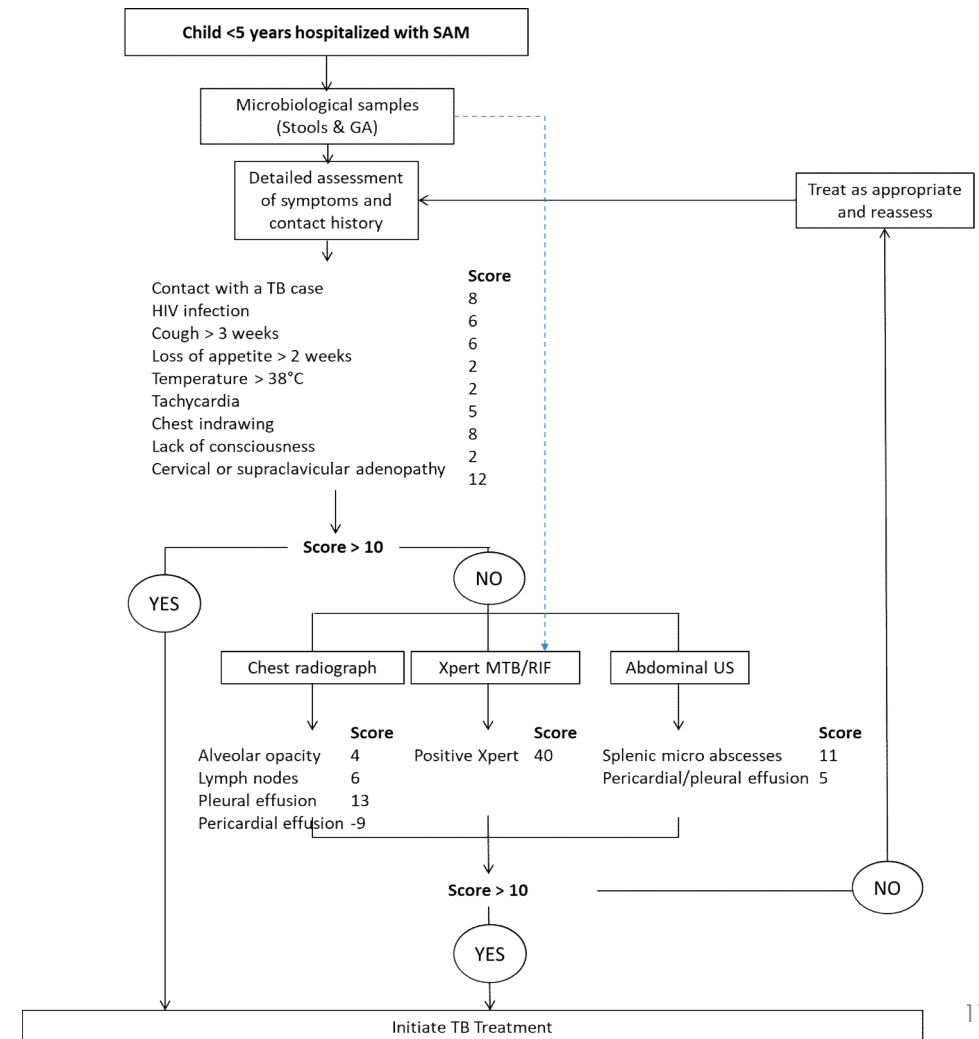 Child <5 years hospitalized with SAM
Microbiological samples
(Stools & GA)
Detailed assessment
of symptoms and
contact history
Treat as appropriate
and reassess
Score
Contact with a TB case 8
HIV infection 6
Cough > 3 weeks 6
Loss of appetite > 2 weeks 2
Temperature > 38°C 2
Tachycardia 5
Chest indrawing 8
Lack of consciousness 2
Cervical or supraclavicular adenopathy 12
Score > 10
YES
NO
Chest radiograph
Xpert MTB/RIF
Abdominal US
Score
Alveolar opacity 4
Lymph nodes 6
Pleural effusion 13
Pericardial effusion -9
Score
Positive Xpert 40
Score
Splenic micro abscesses 11
Pericardial/pleural effusion 5
Score > 10
NO
YES
Initiate TB Treatment